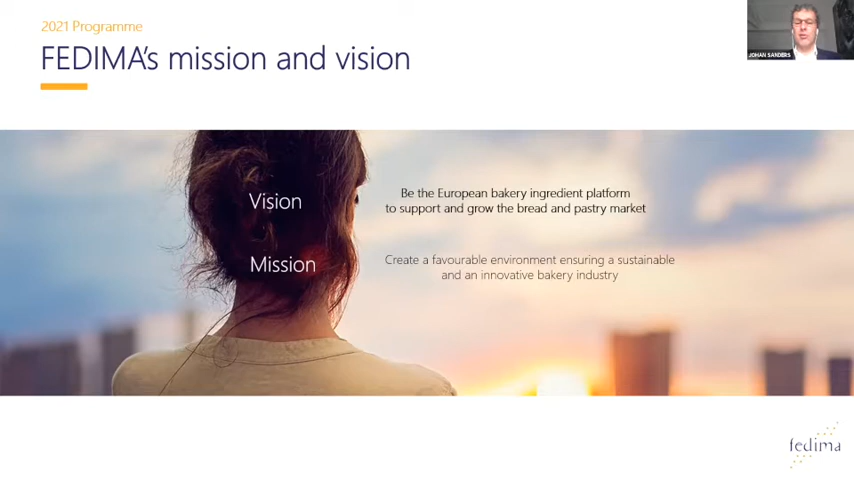 2021 Programme
FEDIMA's mission and vision
JOHAN SANDERS
Vision
Be the European bakery ingredient platform
to support and grow the bread and pastry market
Mission
Create a favourable environment ensuring a sustainable
and an innovative bakery industry
fedima